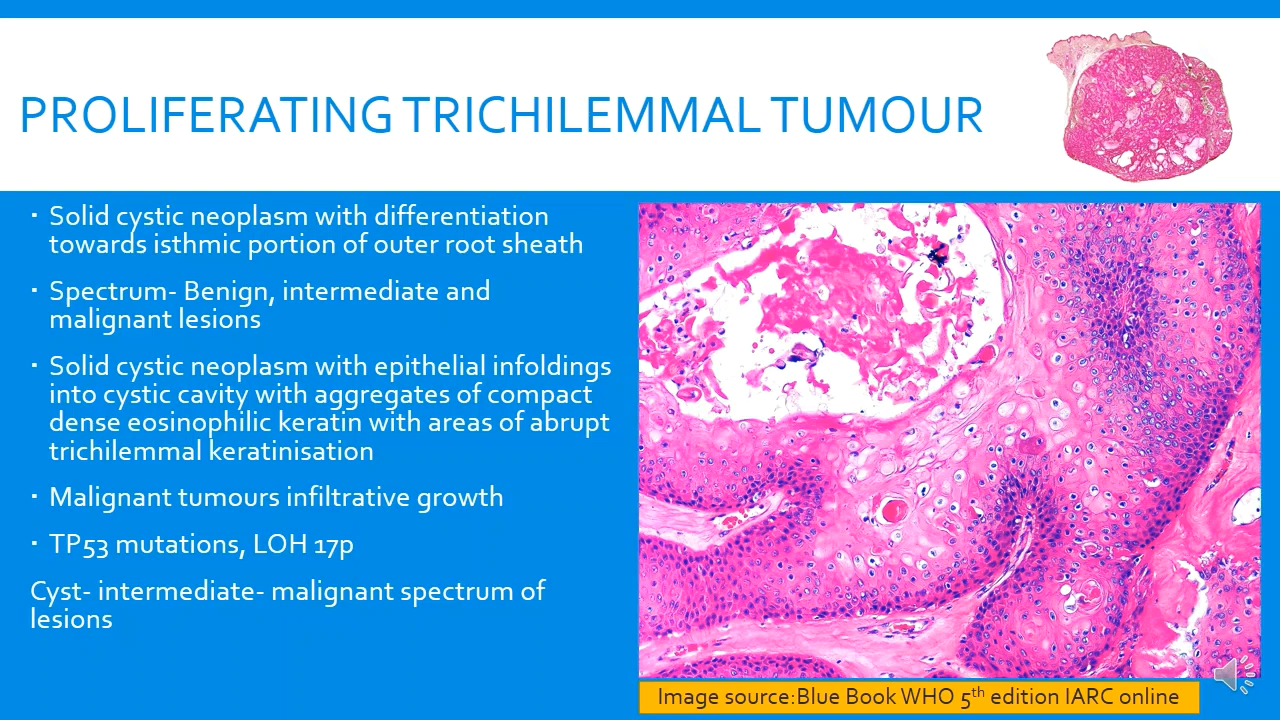 PROLIFERATING TRICHILEMMAL TUMOUR
▪ Solid cystic neoplasm with differentiation
towards isthmic portion of outer root sheath
▪ Spectrum- Benign, intermediate and
malignant lesions
▪ Solid cystic neoplasm with epithelial infoldings
into cystic cavity with aggregates of compact
dense eosinophilic keratin with areas of abrupt
trichilemmal keratinisation
▪ Malignant tumours infiltrative growth
▪ TP53 mutations, LOH 17p
Cyst- intermediate- malignant spectrum of
lesions
Image source:Blue Book WHO 5th edition IARC online